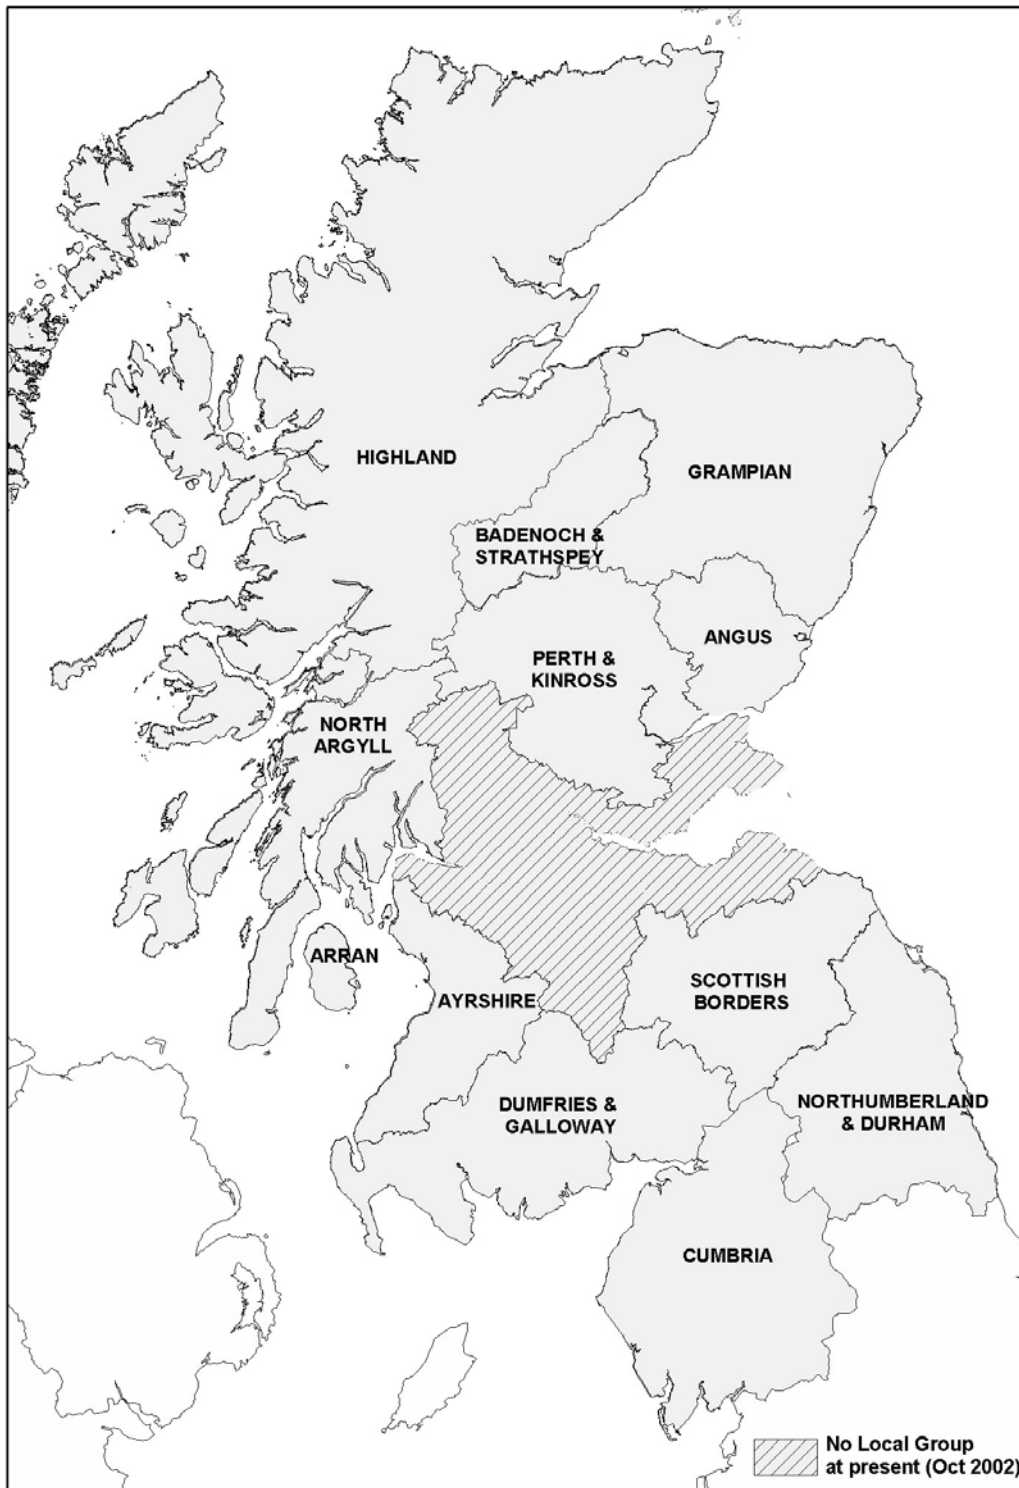 HIGHLAND
GRAMPIAN
BADENOCH &
STRATHSPEY
ANGUS
PERTH &
KINROSS
NORTH
ARGYLL
ARRAN
AYRSHIRE
SCOTTISH
BORDERS
DUMFRIES &
GALLOWAY
NORTHUMBERLAND
& DURHAM
CUMBRIA
No Local Group
at present (Oct 2002)